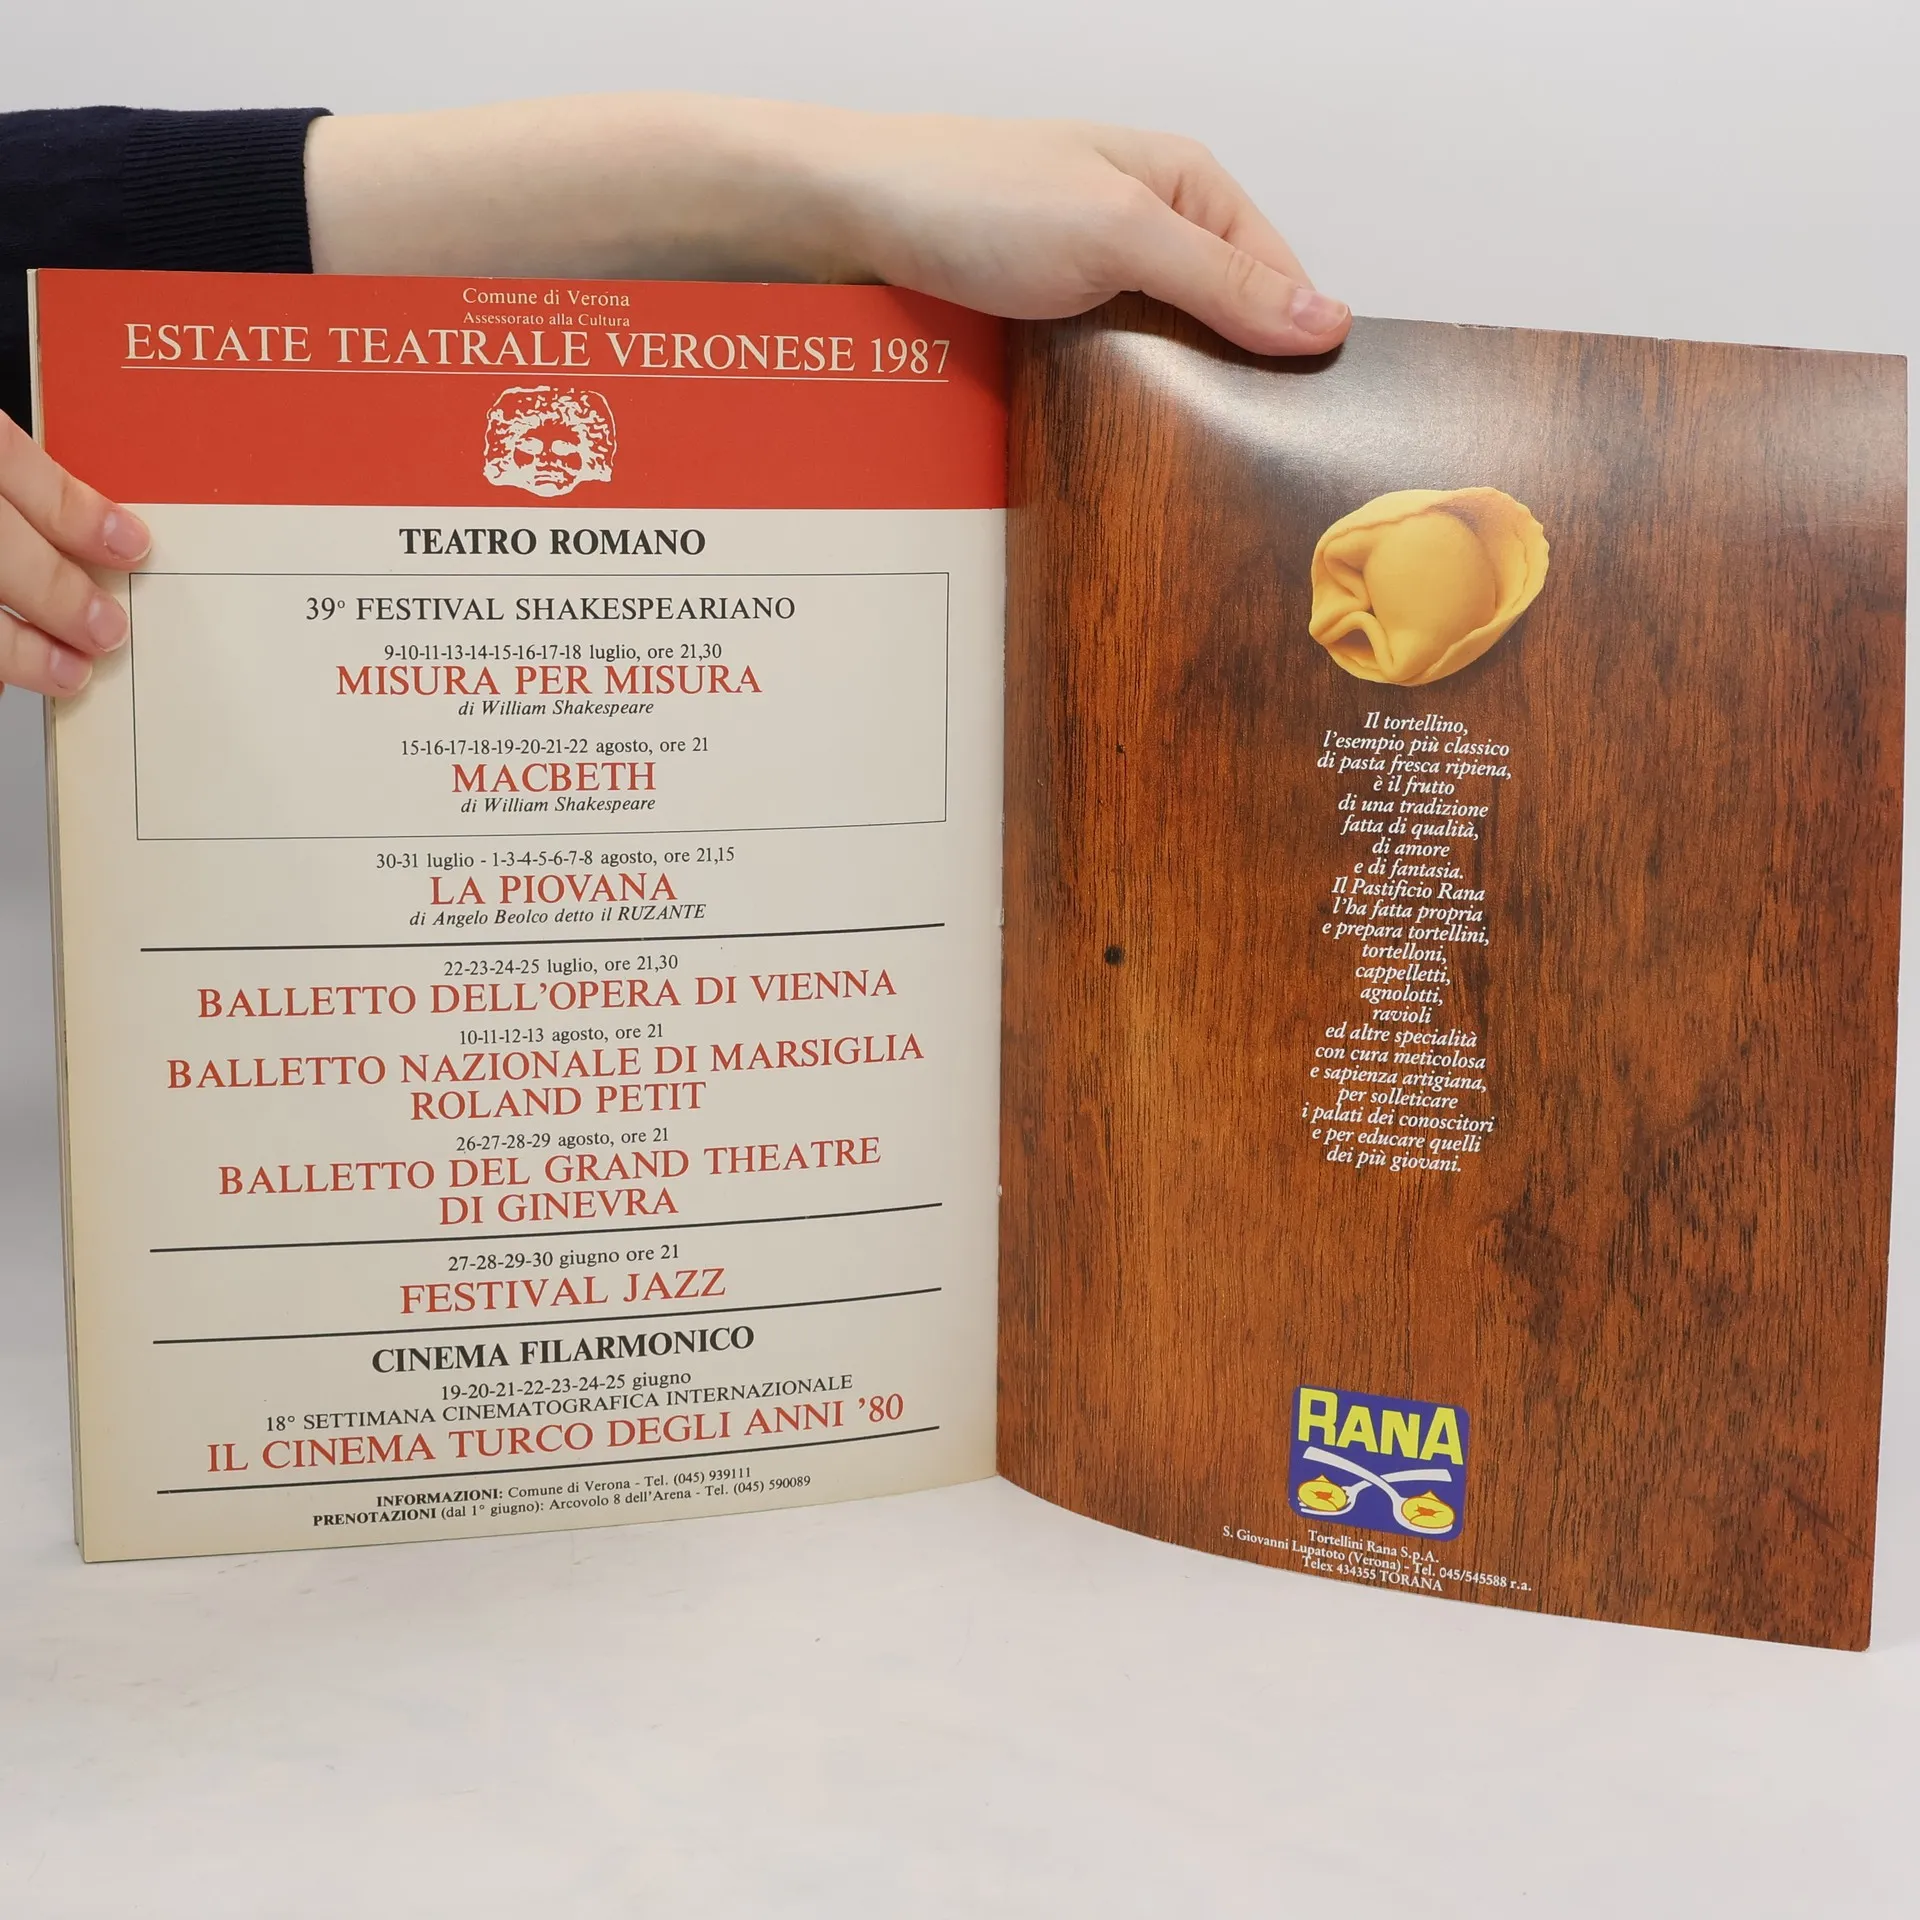 Comune di Verona
Assessorato alla Cultura
ESTATE TEATRALE VERONESE 1987
TEATRO ROMANO
39° FESTIVAL SHAKESPEARIANO
9-10-11-13-14-15-16-17-18 luglio, ore 21,30
MISURA PER MISURA
di William Shakespeare
15-16-17-18-19-20-21-22 agosto, ore 21
MACBETH
di William Shakespeare
30-31 luglio - 1-3-4-5-6-7-8 agosto, ore 21,15
LA PIOVANA
di Angelo Beolco detto il RUZANTE
22-23-24-25 luglio, ore 21,30
BALLETTO DELL'OPERA DI VIENNA
10-11-12-13 agosto, ore 21
BALLETTO NAZIONALE DI MARSIGLIA
ROLAND PETIT
26-27-28-29 agosto, ore 21
BALLETTO DEL GRAND THEATRE
DI GINEVRA
27-28-29-30 giugno ore 21
FESTIVAL JAZZ
CINEMA FILARMONICO
19-20-21-22-23-24-25 giugno
18° SETTIMANA CINEMATOGRAFICA INTERNAZIONALE
IL CINEMA TURCO DEGLI ANNI '80
INFORMAZIONI: Comune di Verona - Tel. (045) 939111
PRENOTAZIONI (dal 1° giugno): Arcovolo 8 dell'Arena - Tel. (045) 590089
Il tortellino,
l'esempio più classico
di pasta fresca ripiena,
è il frutto
di una tradizione
fatta di qualità,
di amore
e di fantasia.
Il Pastificio Rana
l'ha fatta propria
e prepara tortellini,
tortelloni,
cappelletti,
agnolotti,
ravioli
ed altre specialità
con cura meticolosa
e sapienza artigiana,
per solleticare
i palati dei conoscitori
e per educare quelli
dei più giovani.
RANA
Tortellini Rana S.p.A.
S. Giovanni Lupatoto (Verona) - Tel. 045/545588 r.a.
Telex 434355 TORANA